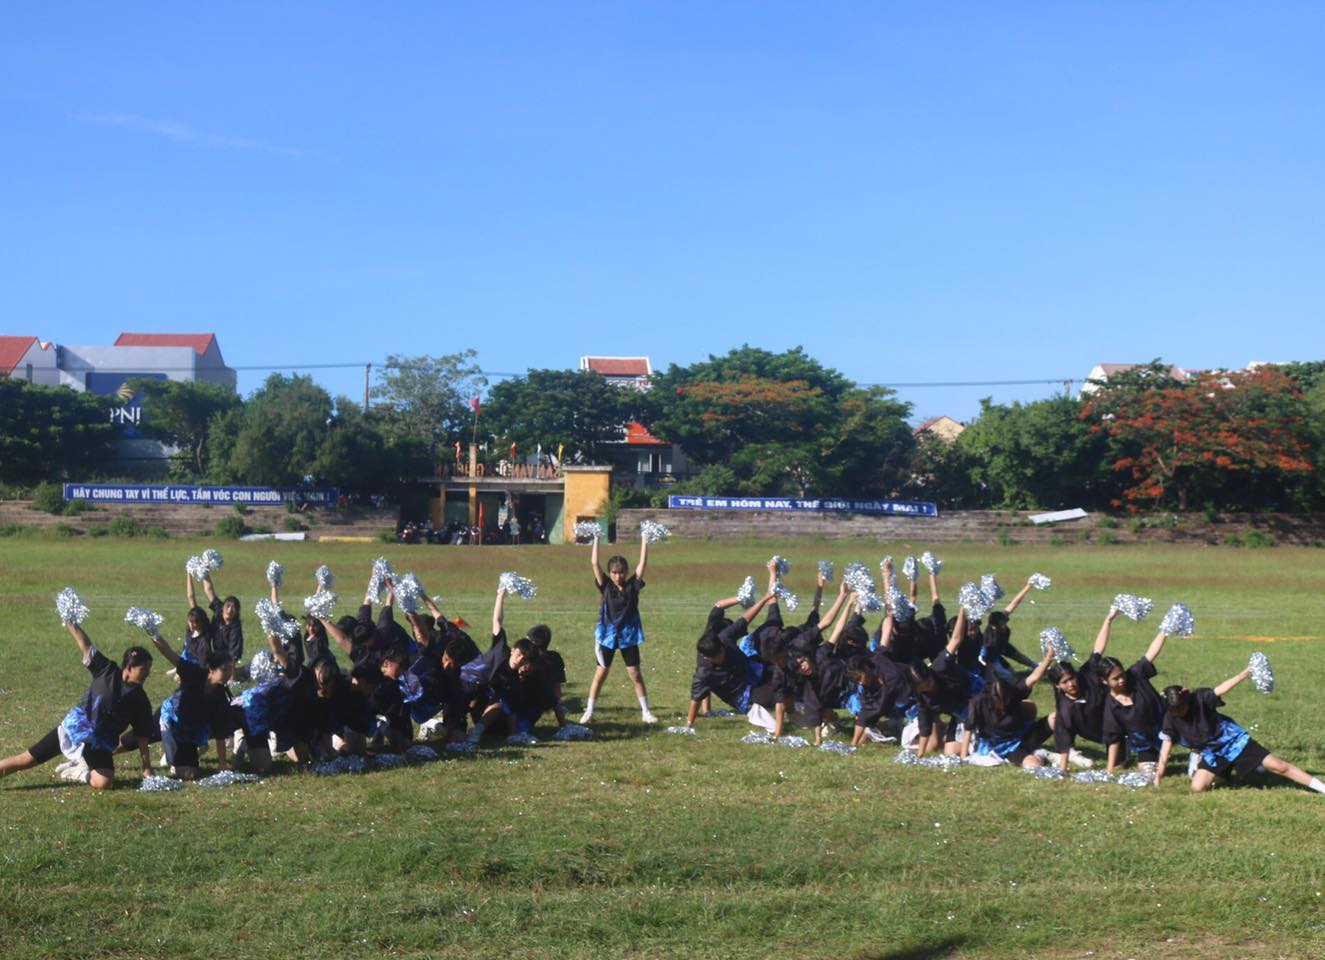 PNJ
HÃY CHUNG TAY VÌ THỂ LỰC, TẦM VÓC CON NGƯỜI VIỆT NAM !
TRẺ EM HÔM NAY, THẾ GIỚI NGÀY MAI !